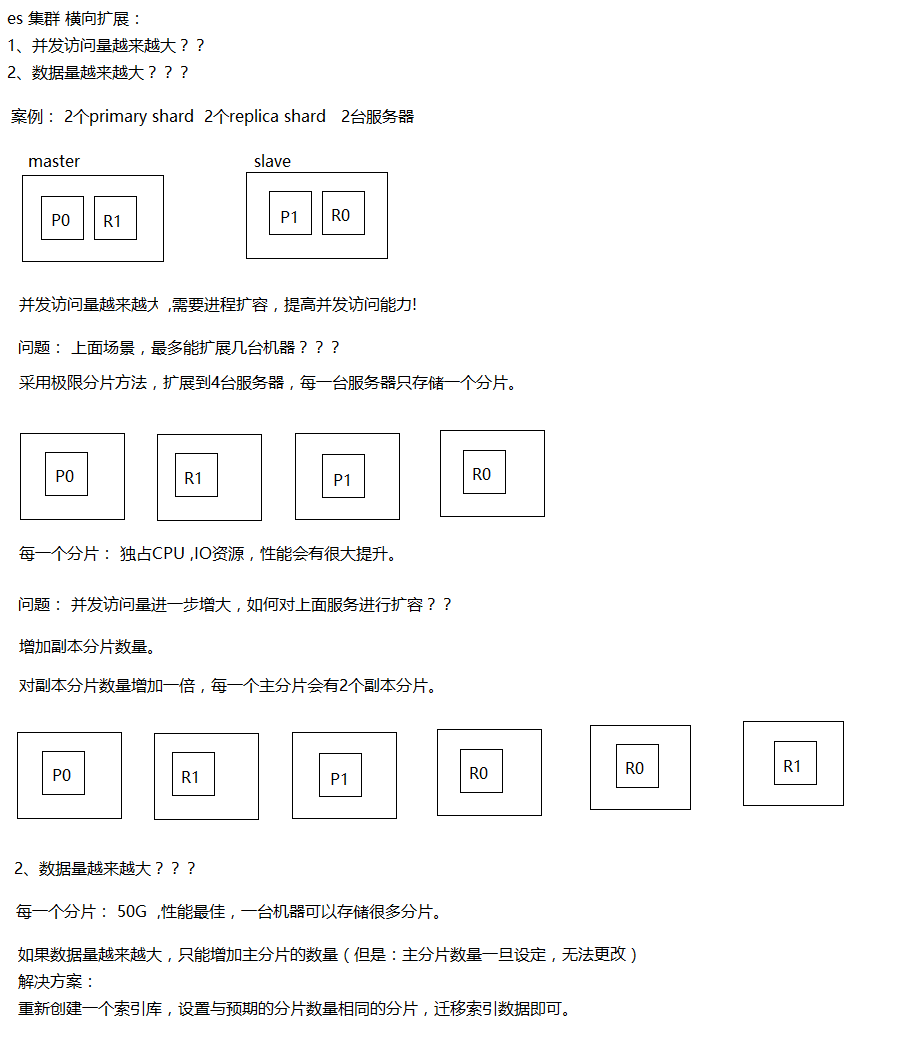 es 集群 横向扩展：
1、并发访问量越来越大？？
2、数据量越来越大？？？
案例： 2个primary shard 2个replica shard 2台服务器
master slave
P0 R1 P1 R0
并发访问量越来越大 ,需要进程扩容，提高并发访问能力!
问题： 上面场景，最多能扩展几台机器？？？
采用极限分片方法，扩展到4台服务器，每一台服务器只存储一个分片。
P0 R1 P1 R0
每一个分片： 独占CPU ,IO资源，性能会有很大提升。
问题： 并发访问量进一步增大，如何对上面服务进行扩容？？
增加副本分片数量。
对副本分片数量增加一倍，每一个主分片会有2个副本分片。
P0 R1 P1 R0 R0 R1
2、数据量越来越大？？？
每一个分片： 50G ,性能最佳，一台机器可以存储很多分片。
如果数据量越来越大，只能增加主分片的数量（但是：主分片数量一旦设定，无法更改）
解决方案：
重新创建一个索引库，设置与预期的分片数量相同的分片，迁移索引数据即可。